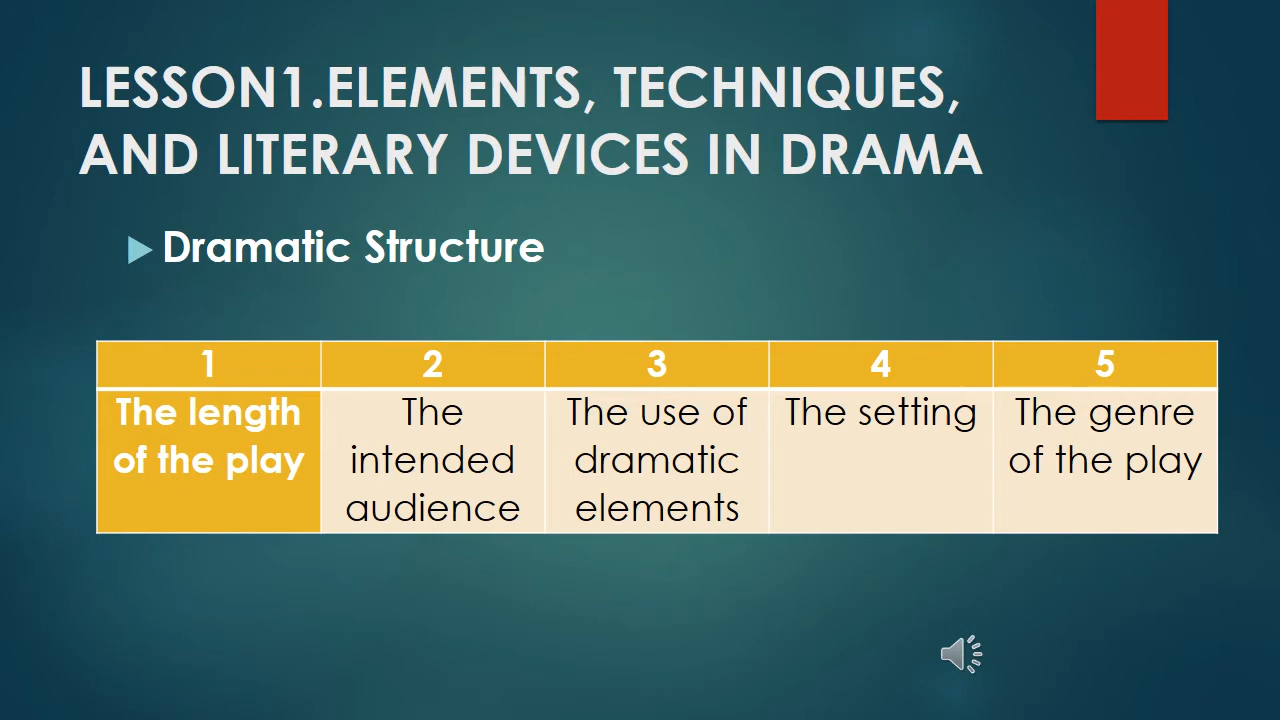 LESSON1.ELEMENTS, TECHNIQUES,
AND LITERARY DEVICES IN DRAMA
Dramatic Structure
1 2 3 4 5
The length
of the play
The
intended
audience
The use of
dramatic
elements
The setting
The genre
of the play